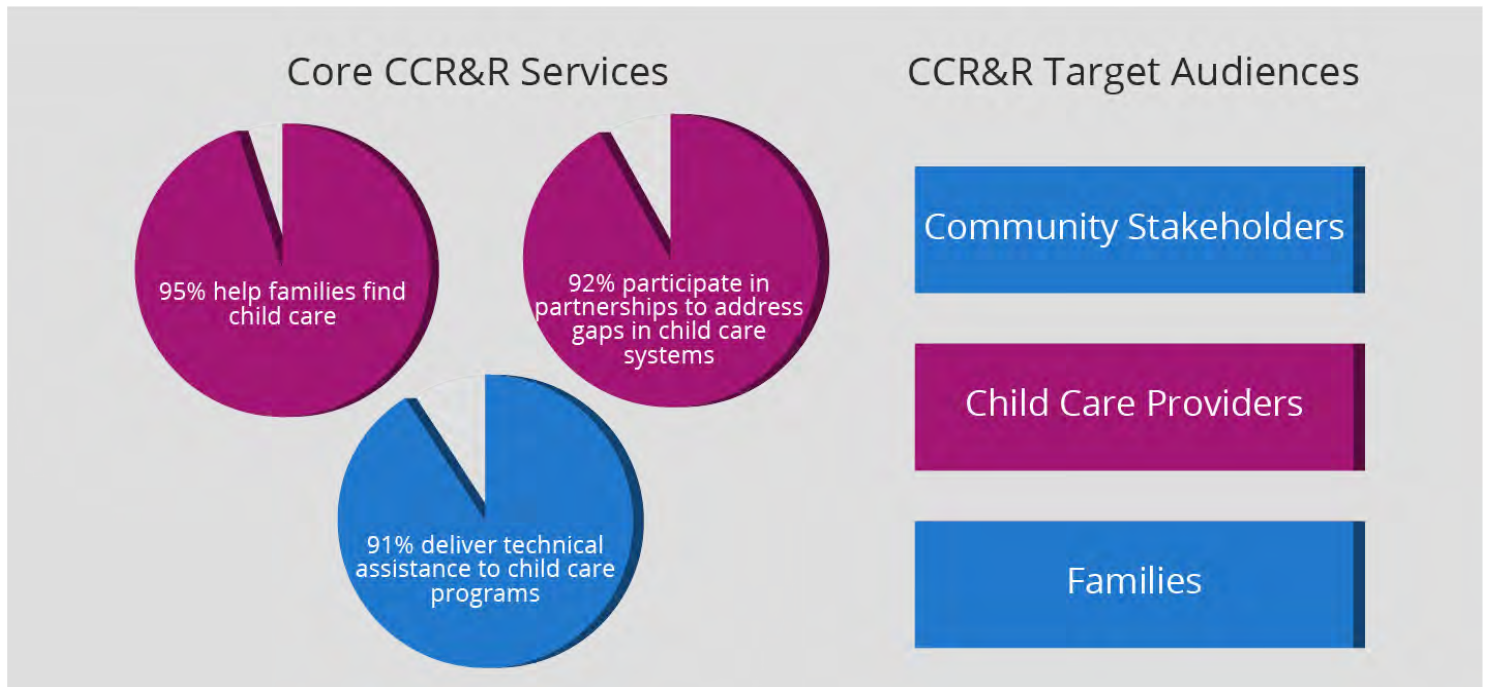 Core CCR&R Services
95% help families find
child care
92% participate in
partnerships to address
gaps in child care
systems
91% deliver technical
assistance to child care
programs
CCR&R Target Audiences
Community Stakeholders
Child Care Providers
Families